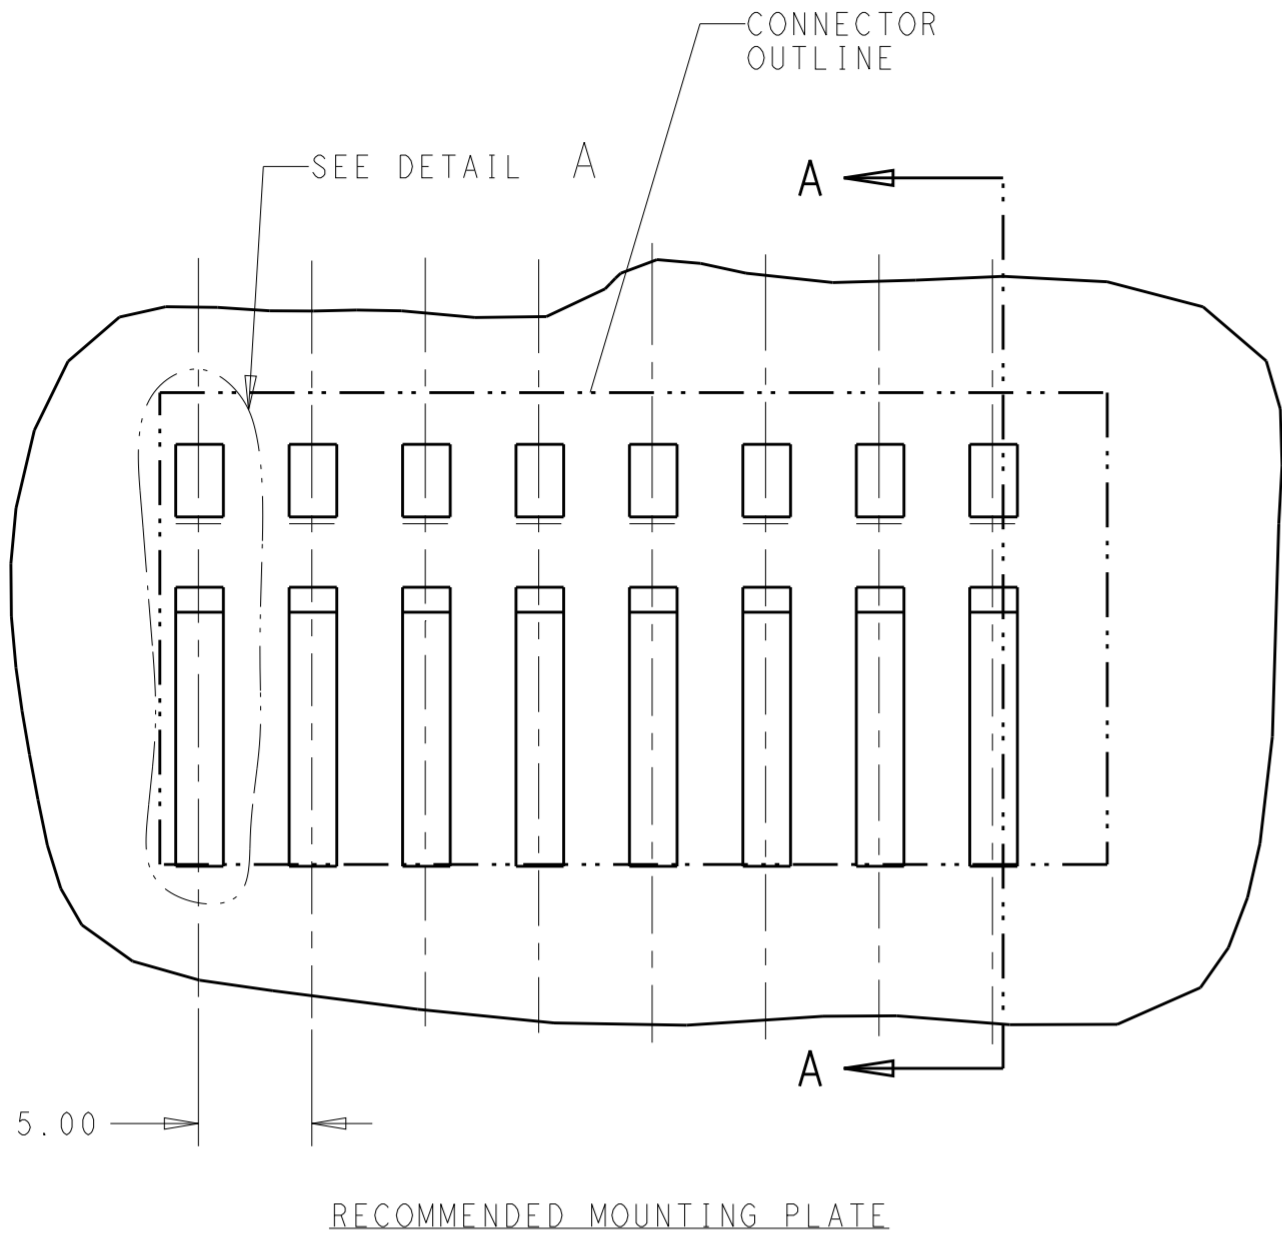 CONNECTOR
OUTLINE
SEE DETAIL A
A
A
5.00
RECOMMENDED MOUNTING PLATE